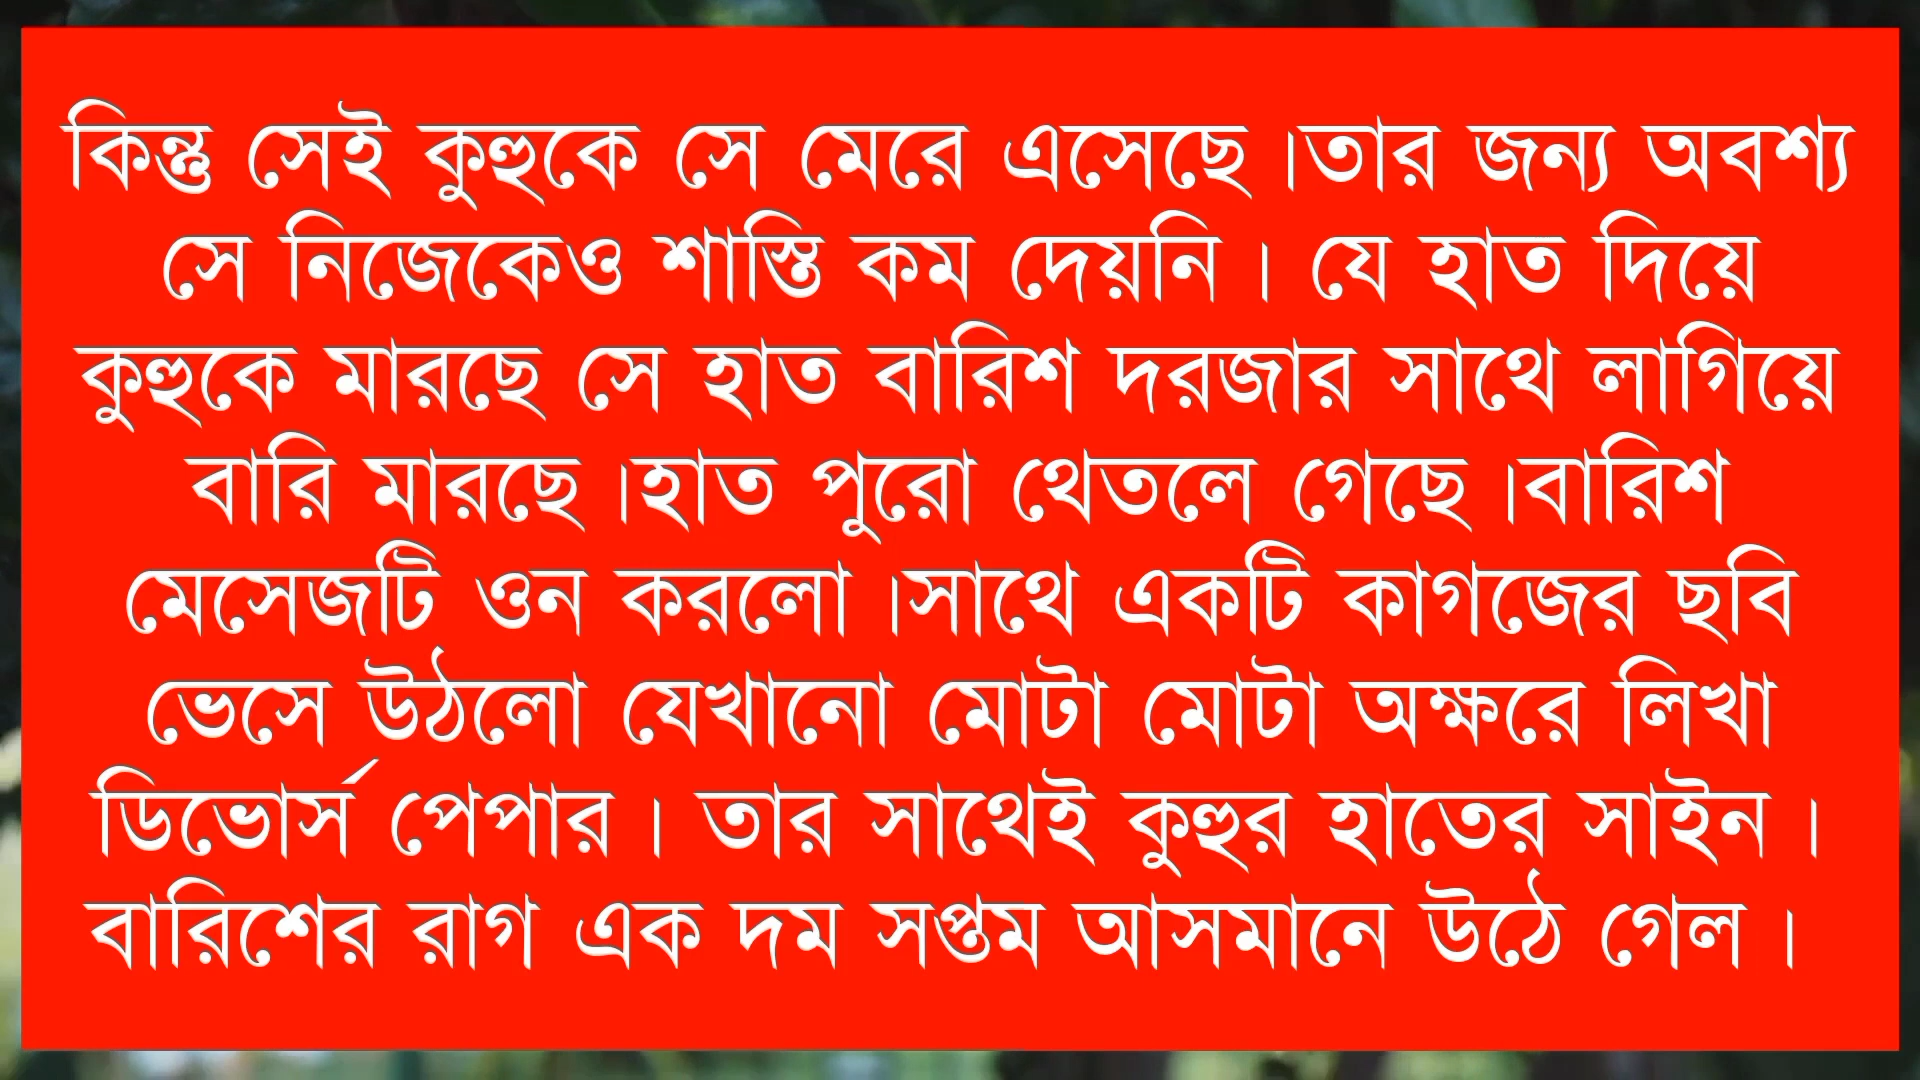 কিন্তু সেই কুহুকে সে মেরে এসেছে ।তার জন্য অবশ্য
সে নিজেকেও শাস্তি কম দেয়নি । যে হাত দিয়ে
কুহুকে মারছে সে হাত বারিশ দরজার সাথে লাগিয়ে
বারি মারছে ।হাত পুরো থেতলে গেছে ।বারিশ
মেসেজটি ওন করলো ।সাথে একটি কাগজের ছবি
ভেসে উঠলো যেখানো মোটা মোটা অক্ষরে লিখা
ডিভোর্স পেপার । তার সাথেই কুহুর হাতের সাইন ।
বারিশের রাগ এক দম সপ্তম আসমানে উঠে গেল ।